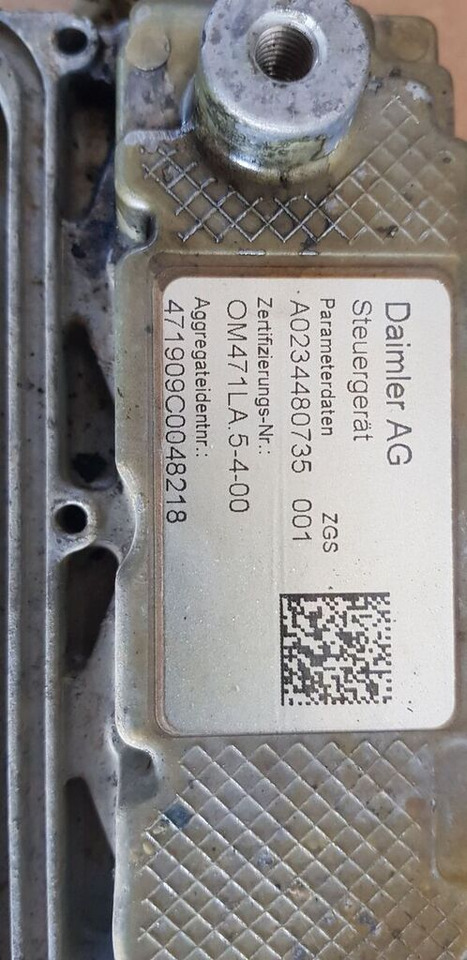 Daimler AG
Steuergerät
Parameterdaten ZGS
A0234480735 001
Zertifizierungs-Nr.:
OM471LA.5-4-00
Aggregateidentnr.:
471909C0048218